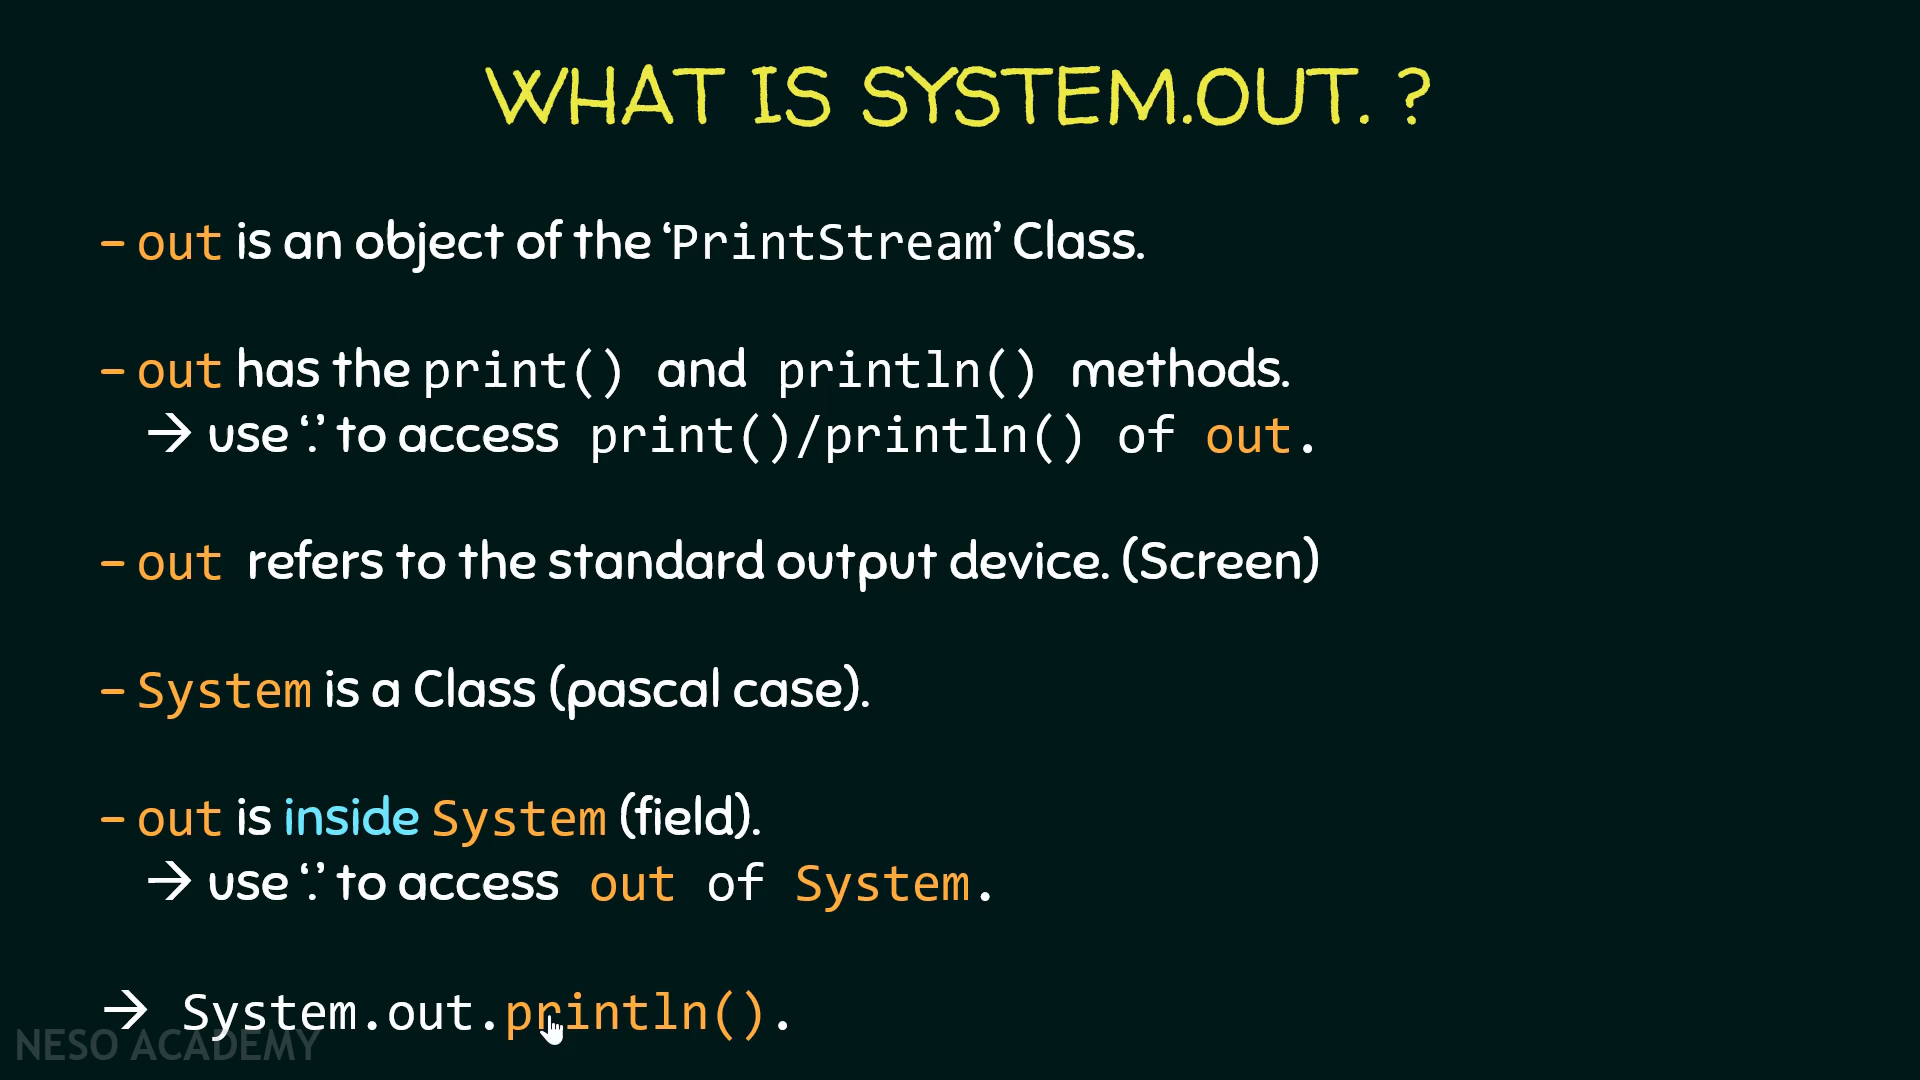 WHAT IS SYSTEM.OUT. ?
– out is an object of the ‘PrintStream’ Class.
– out has the print() and println() methods.
→ use ‘.’ to access print()/println() of out.
– out refers to the standard output device. (Screen)
– System is a Class (pascal case).
– out is inside System (field).
→ use ‘.’ to access out of System.
→ System.out.println().
NESO ACADEMY